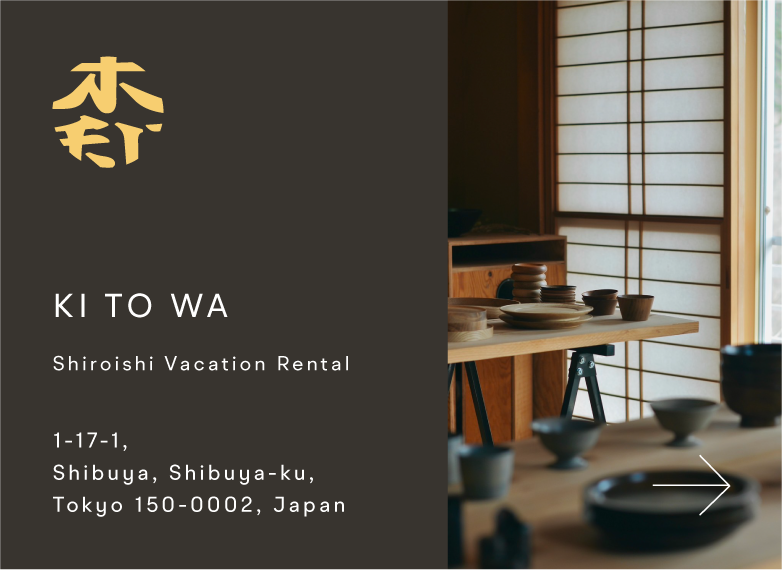 KI TO WA
Shiroishi Vacation Rental
1-17-1,
Shibuya, Shibuya-ku,
Tokyo 150-0002, Japan